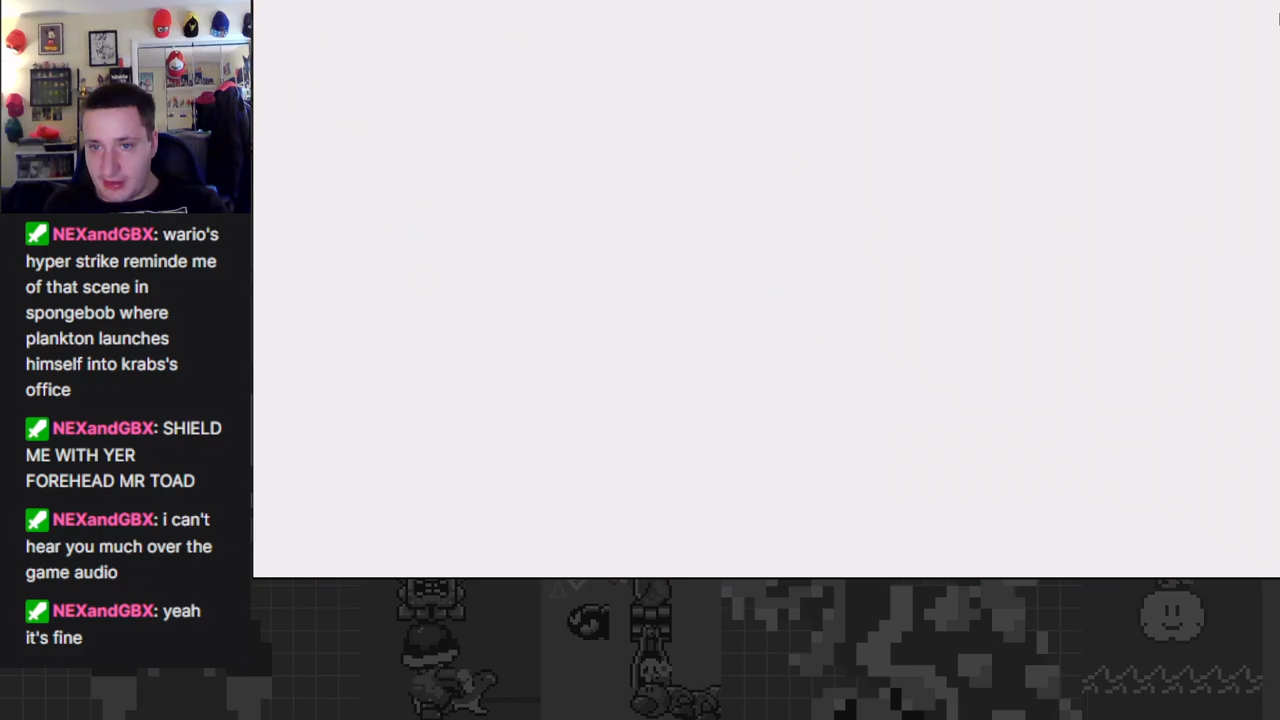 NEXandGBX: wario's
hyper strike reminde me
of that scene in
spongebob where
plankton launches
himself into krabs's
office
NEXandGBX: SHIELD
ME WITH YER
FOREHEAD MR TOAD
NEXandGBX: i can't
hear you much over the
game audio
NEXandGBX: yeah
it's fine